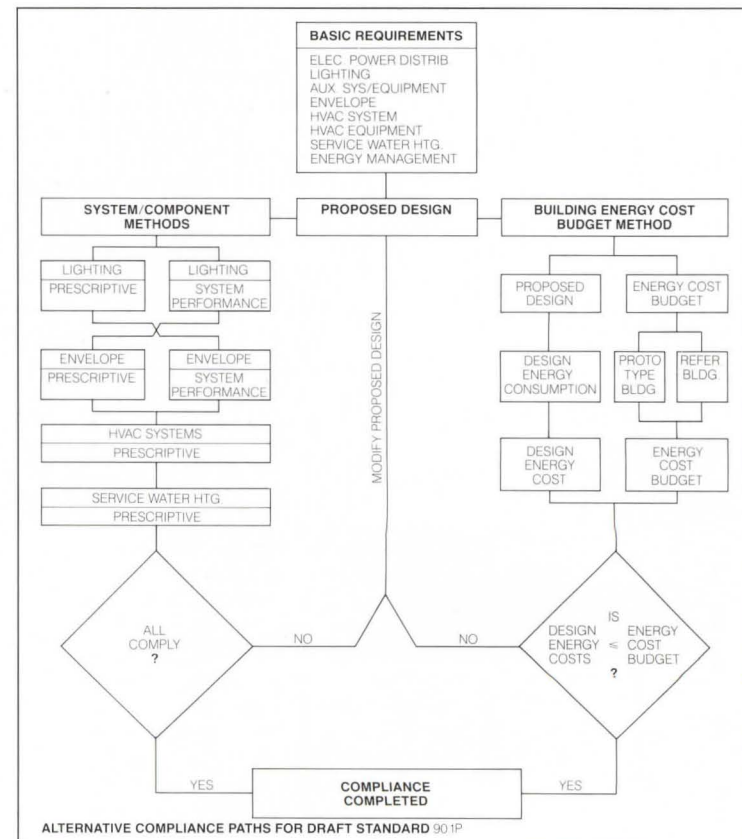 BASIC REQUIREMENTS
ELEC. POWER DISTRIB.
LIGHTING
AUX. SYS/EQUIPMENT
ENVELOPE
HVAC SYSTEM
HVAC EQUIPMENT
SERVICE WATER HTG.
ENERGY MANAGEMENT
SYSTEM/COMPONENT
METHODS
PROPOSED DESIGN
BUILDING ENERGY COST
BUDGET METHOD
LIGHTING
PRESCRIPTIVE
LIGHTING
SYSTEM
PERFORMANCE
ENVELOPE
PRESCRIPTIVE
ENVELOPE
SYSTEM
PERFORMANCE
HVAC SYSTEMS
PRESCRIPTIVE
SERVICE WATER HTG
PRESCRIPTIVE
ALL
COMPLY
?
MODIFY PROPOSED DESIGN
PROPOSED
DESIGN
ENERGY COST
BUDGET
DESIGN
ENERGY
CONSUMPTION
PROTO
TYPE
BLDG.
REFER
BLDG.
DESIGN
ENERGY
COST
ENERGY
COST
BUDGET
IS
DESIGN ENERGY
ENERGY ≤ COST
COSTS BUDGET
?
NO
NO
YES
YES
COMPLIANCE
COMPLETED
ALTERNATIVE COMPLIANCE PATHS FOR DRAFT STANDARD 90.1P